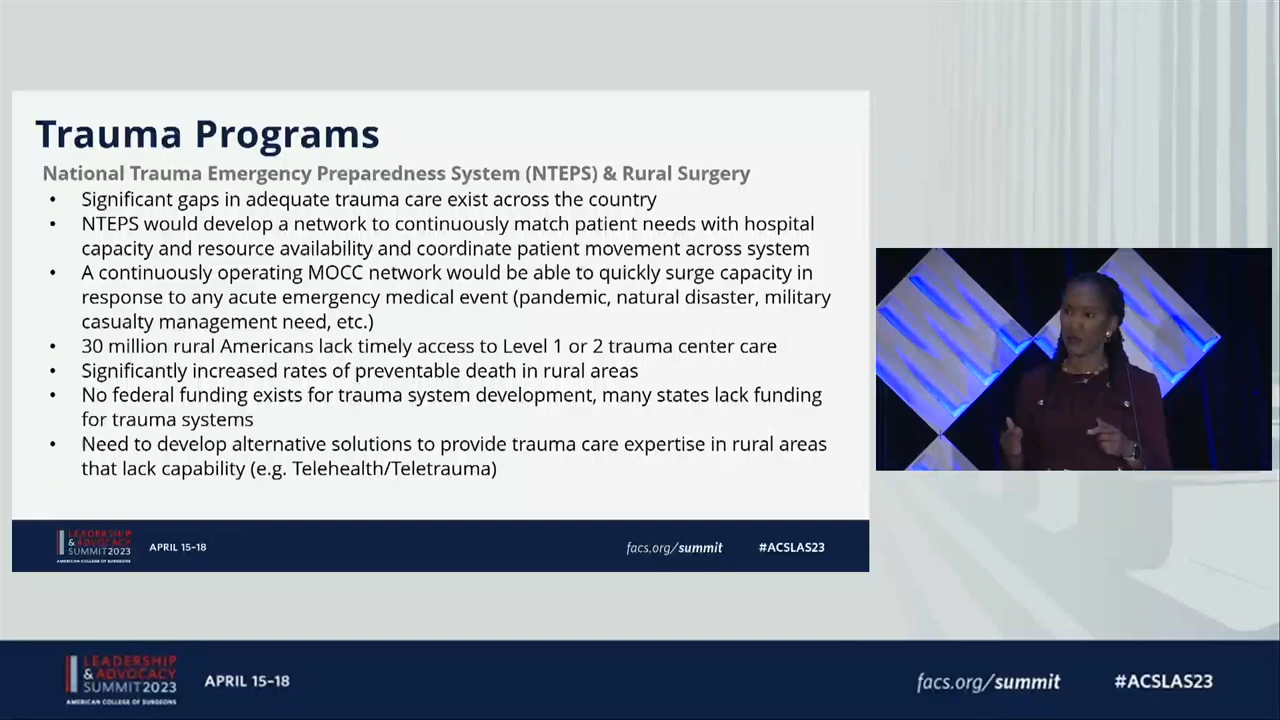 Trauma Programs
National Trauma Emergency Preparedness System (NTEPS) & Rural Surgery
• Significant gaps in adequate trauma care exist across the country
• NTEPS would develop a network to continuously match patient needs with hospital
capacity and resource availability and coordinate patient movement across system
• A continuously operating MOCC network would be able to quickly surge capacity in
response to any acute emergency medical event (pandemic, natural disaster, military
casualty management need, etc.)
• 30 million rural Americans lack timely access to Level 1 or 2 trauma center care
• Significantly increased rates of preventable death in rural areas
• No federal funding exists for trauma system development, many states lack funding
for trauma systems
• Need to develop alternative solutions to provide trauma care expertise in rural areas
that lack capability (e.g. Telehealth/Teletrauma)
LEADERSHIP
& ADVOCACY
SUMMIT2023
AMERICAN COLLEGE OF SURGEONS
APRIL 15–18
facs.org/summit
#ACSLAS23
LEADERSHIP
& ADVOCACY
SUMMIT2023
AMERICAN COLLEGE OF SURGEONS
APRIL 15–18
facs.org/summit
#ACSLAS23